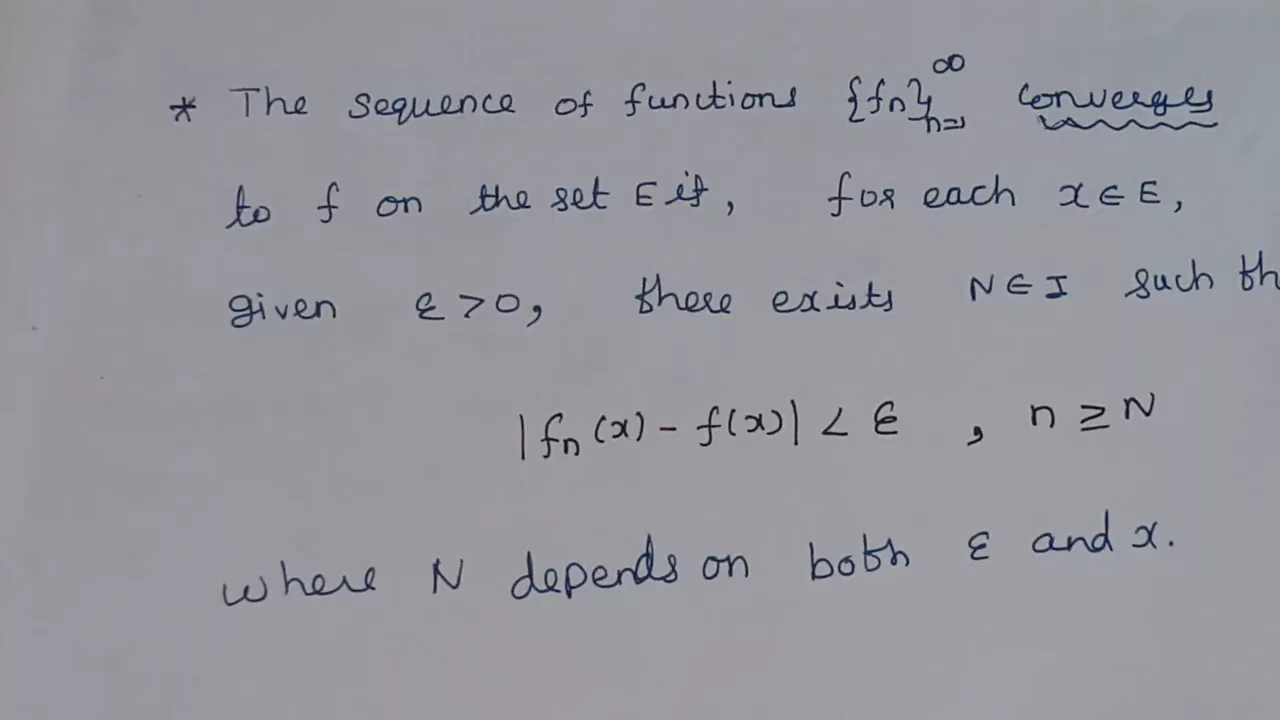 * The sequence of functions {fn}∞n=1 converges
to f on the set E if, for each x ∈ E,
given ε > 0, there exists N ∈ I such th
|fn(x) - f(x)| < ε , n ≥ N
where N depends on both ε and x.